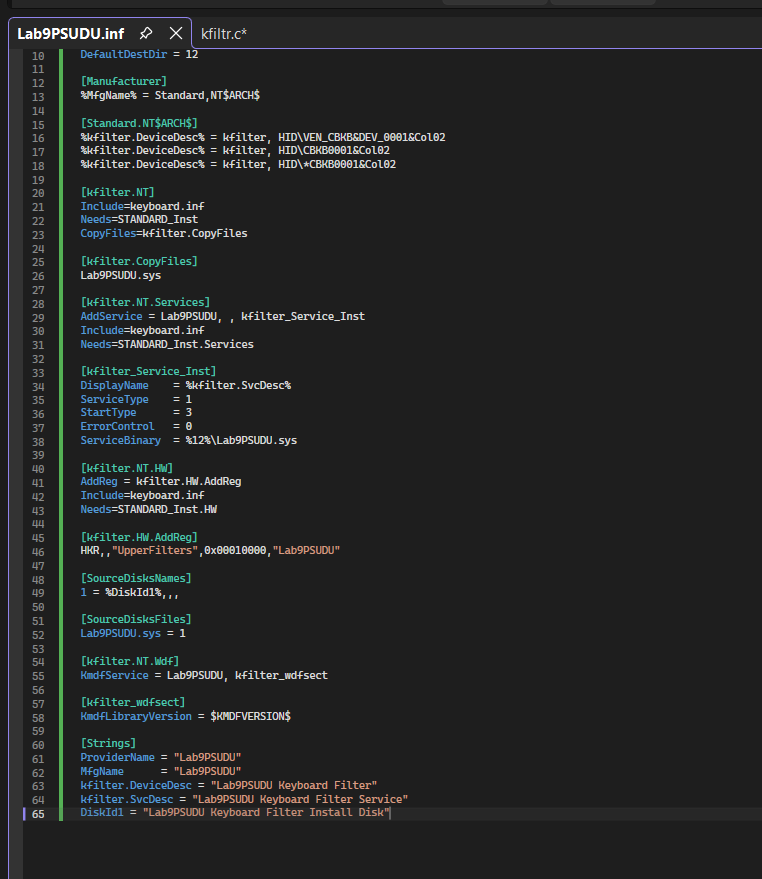 Lab9PSUDU.inf kfiltr.c*
10 DefaultDestDir = 12
11
12 [Manufacturer]
13 %MfgName% = Standard,NT$ARCH$
14
15 [Standard.NT$ARCH$]
16 %kfilter.DeviceDesc% = kfilter, HID\VEN_CBKB&DEV_0001&Col02
17 %kfilter.DeviceDesc% = kfilter, HID\CBKB0001&Col02
18 %kfilter.DeviceDesc% = kfilter, HID\*CBKB0001&Col02
19
20 [kfilter.NT]
21 Include=keyboard.inf
22 Needs=STANDARD_Inst
23 CopyFiles=kfilter.CopyFiles
24
25 [kfilter.CopyFiles]
26 Lab9PSUDU.sys
27
28 [kfilter.NT.Services]
29 AddService = Lab9PSUDU, , kfilter_Service_Inst
30 Include=keyboard.inf
31 Needs=STANDARD_Inst.Services
32
33 [kfilter_Service_Inst]
34 DisplayName    = %kfilter.SvcDesc%
35 ServiceType    = 1
36 StartType      = 3
37 ErrorControl   = 0
38 ServiceBinary  = %12%\Lab9PSUDU.sys
39
40 [kfilter.NT.HW]
41 AddReg = kfilter.HW.AddReg
42 Include=keyboard.inf
43 Needs=STANDARD_Inst.HW
44
45 [kfilter.HW.AddReg]
46 HKR,,"UpperFilters",0x00010000,"Lab9PSUDU"
47
48 [SourceDisksNames]
49 1 = %DiskId1%,,,
50
51 [SourceDisksFiles]
52 Lab9PSUDU.sys = 1
53
54 [kfilter.NT.Wdf]
55 KmdfService = Lab9PSUDU, kfilter_wdfsect
56
57 [kfilter_wdfsect]
58 KmdfLibraryVersion = $KMDFVERSION$
59
60 [Strings]
61 ProviderName = "Lab9PSUDU"
62 MfgName      = "Lab9PSUDU"
63 kfilter.DeviceDesc = "Lab9PSUDU Keyboard Filter"
64 kfilter.SvcDesc = "Lab9PSUDU Keyboard Filter Service"
65 DiskId1 = "Lab9PSUDU Keyboard Filter Install Disk"